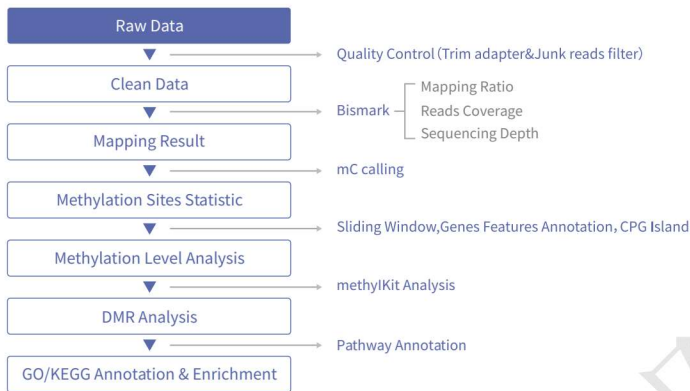 Raw Data
Quality Control(Trim adapter&Junk reads filter)
Clean Data
Bismark
Mapping Ratio
Reads Coverage
Sequencing Depth
Mapping Result
mC calling
Methylation Sites Statistic
Sliding Window,Genes Features Annotation, CPG Island
Methylation Level Analysis
methylKit Analysis
DMR Analysis
Pathway Annotation
GO/KEGG Annotation & Enrichment